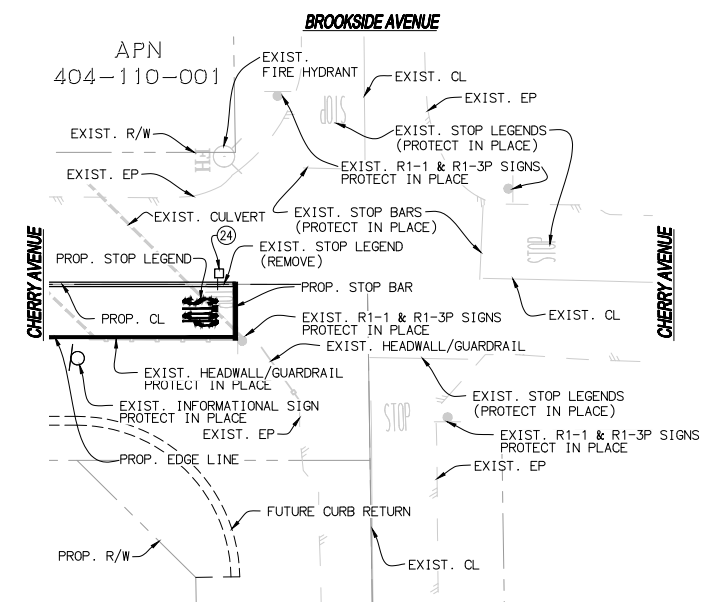 BROOKSIDE AVENUE
APN
404-110-001
EXIST.
FIRE HYDRANT
EXIST. CL
STOP
EXIST. EP
EXIST. R/W
FH
EXIST. STOP LEGENDS
(PROTECT IN PLACE)
EXIST. R1-1 & R1-3P SIGNS
PROTECT IN PLACE
EXIST. EP
EXIST. CULVERT
EXIST. STOP BARS
(PROTECT IN PLACE)
24
STOP
CHERRY AVENUE
PROP. STOP LEGEND
EXIST. STOP LEGEND
(REMOVE)
CHERRY AVENUE
PROP. STOP BAR
PROP. CL
EXIST. R1-1 & R1-3P SIGNS
PROTECT IN PLACE
EXIST. CL
EXIST. HEADWALL/GUARDRAIL
EXIST. HEADWALL/GUARDRAIL
PROTECT IN PLACE
EXIST. STOP LEGENDS
(PROTECT IN PLACE)
EXIST. INFORMATIONAL SIGN
PROTECT IN PLACE
STOP
EXIST. EP
EXIST. R1-1 & R1-3P SIGNS
PROTECT IN PLACE
PROP. EDGE LINE
EXIST. EP
FUTURE CURB RETURN
PROP. R/W
EXIST. CL